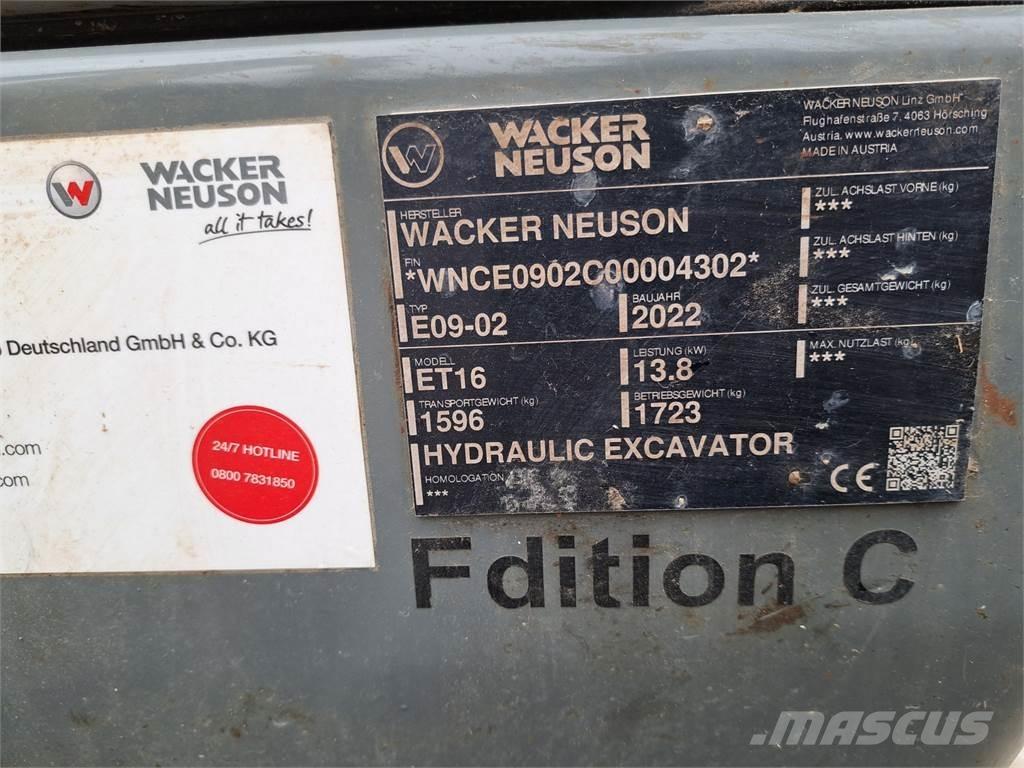 WACKER
NEUSON
all it takes!
Deutschland GmbH & Co. KG
.com
com
24/7 HOTLINE
0800 7831850
WACKER
NEUSON
WACKER NEUSON Linz GmbH
Flughafenstraße 7, 4063 Hörsching
Austria, www.wackerneuson.com
MADE IN AUSTRIA
HERSTELLER
WACKER NEUSON
FIN
*WNCE0902C00004302*
TYP
E09-02
BAUJAHR
2022
MODELL
ET16
LEISTUNG (kW)
13.8
TRANSPORTGEWICHT (kg)
1596
BETRIEBSGEWICHT (kg)
1723
HYDRAULIC EXCAVATOR
HOMOLOGATION
***
ZUL. ACHSLAST VORNE (kg)
***
ZUL. ACHSLAST HINTEN (kg)
***
ZUL. GESAMTGEWICHT (kg)
***
MAX. NUTZLAST (kg)
***
CE
Fdition C
MASCUS